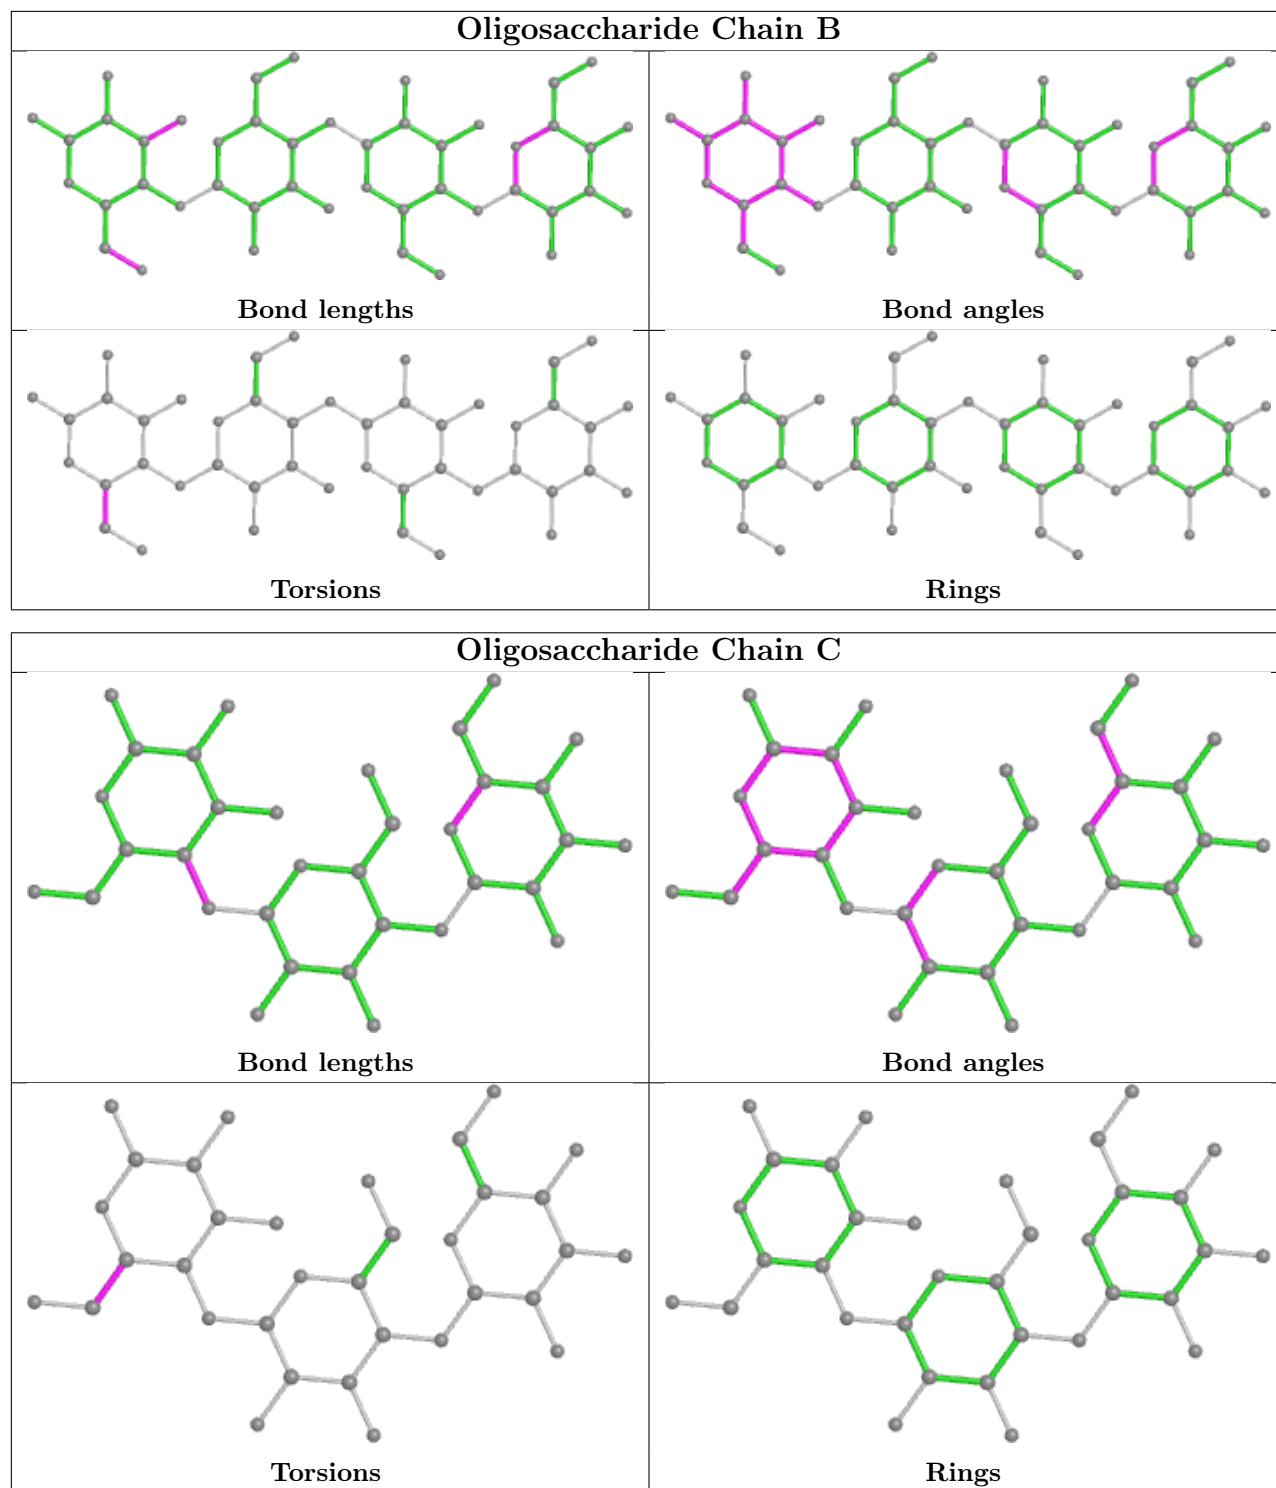 Oligosaccharide Chain B
Bond lengths
Bond angles
Torsions
Rings
Oligosaccharide Chain C
Bond lengths
Bond angles
Torsions
Rings